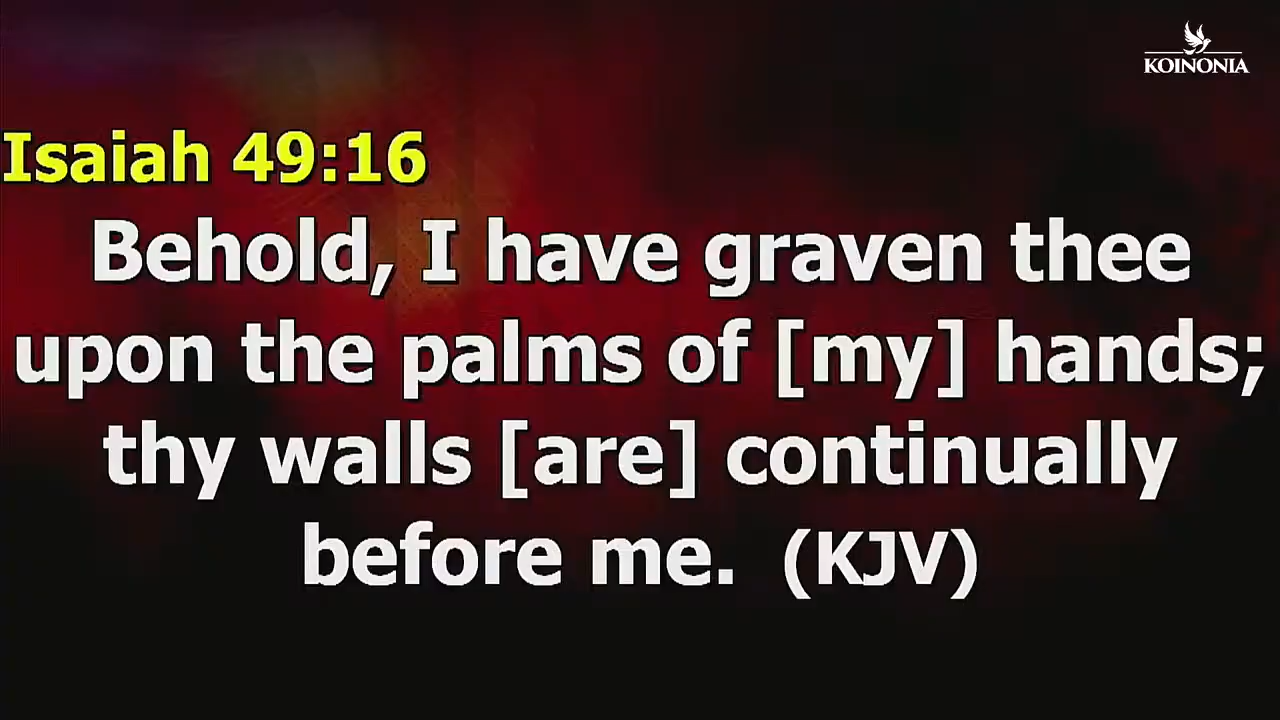 KOINONIA
Isaiah 49:16
Behold, I have graven thee
upon the palms of [my] hands;
thy walls [are] continually
before me. (KJV)